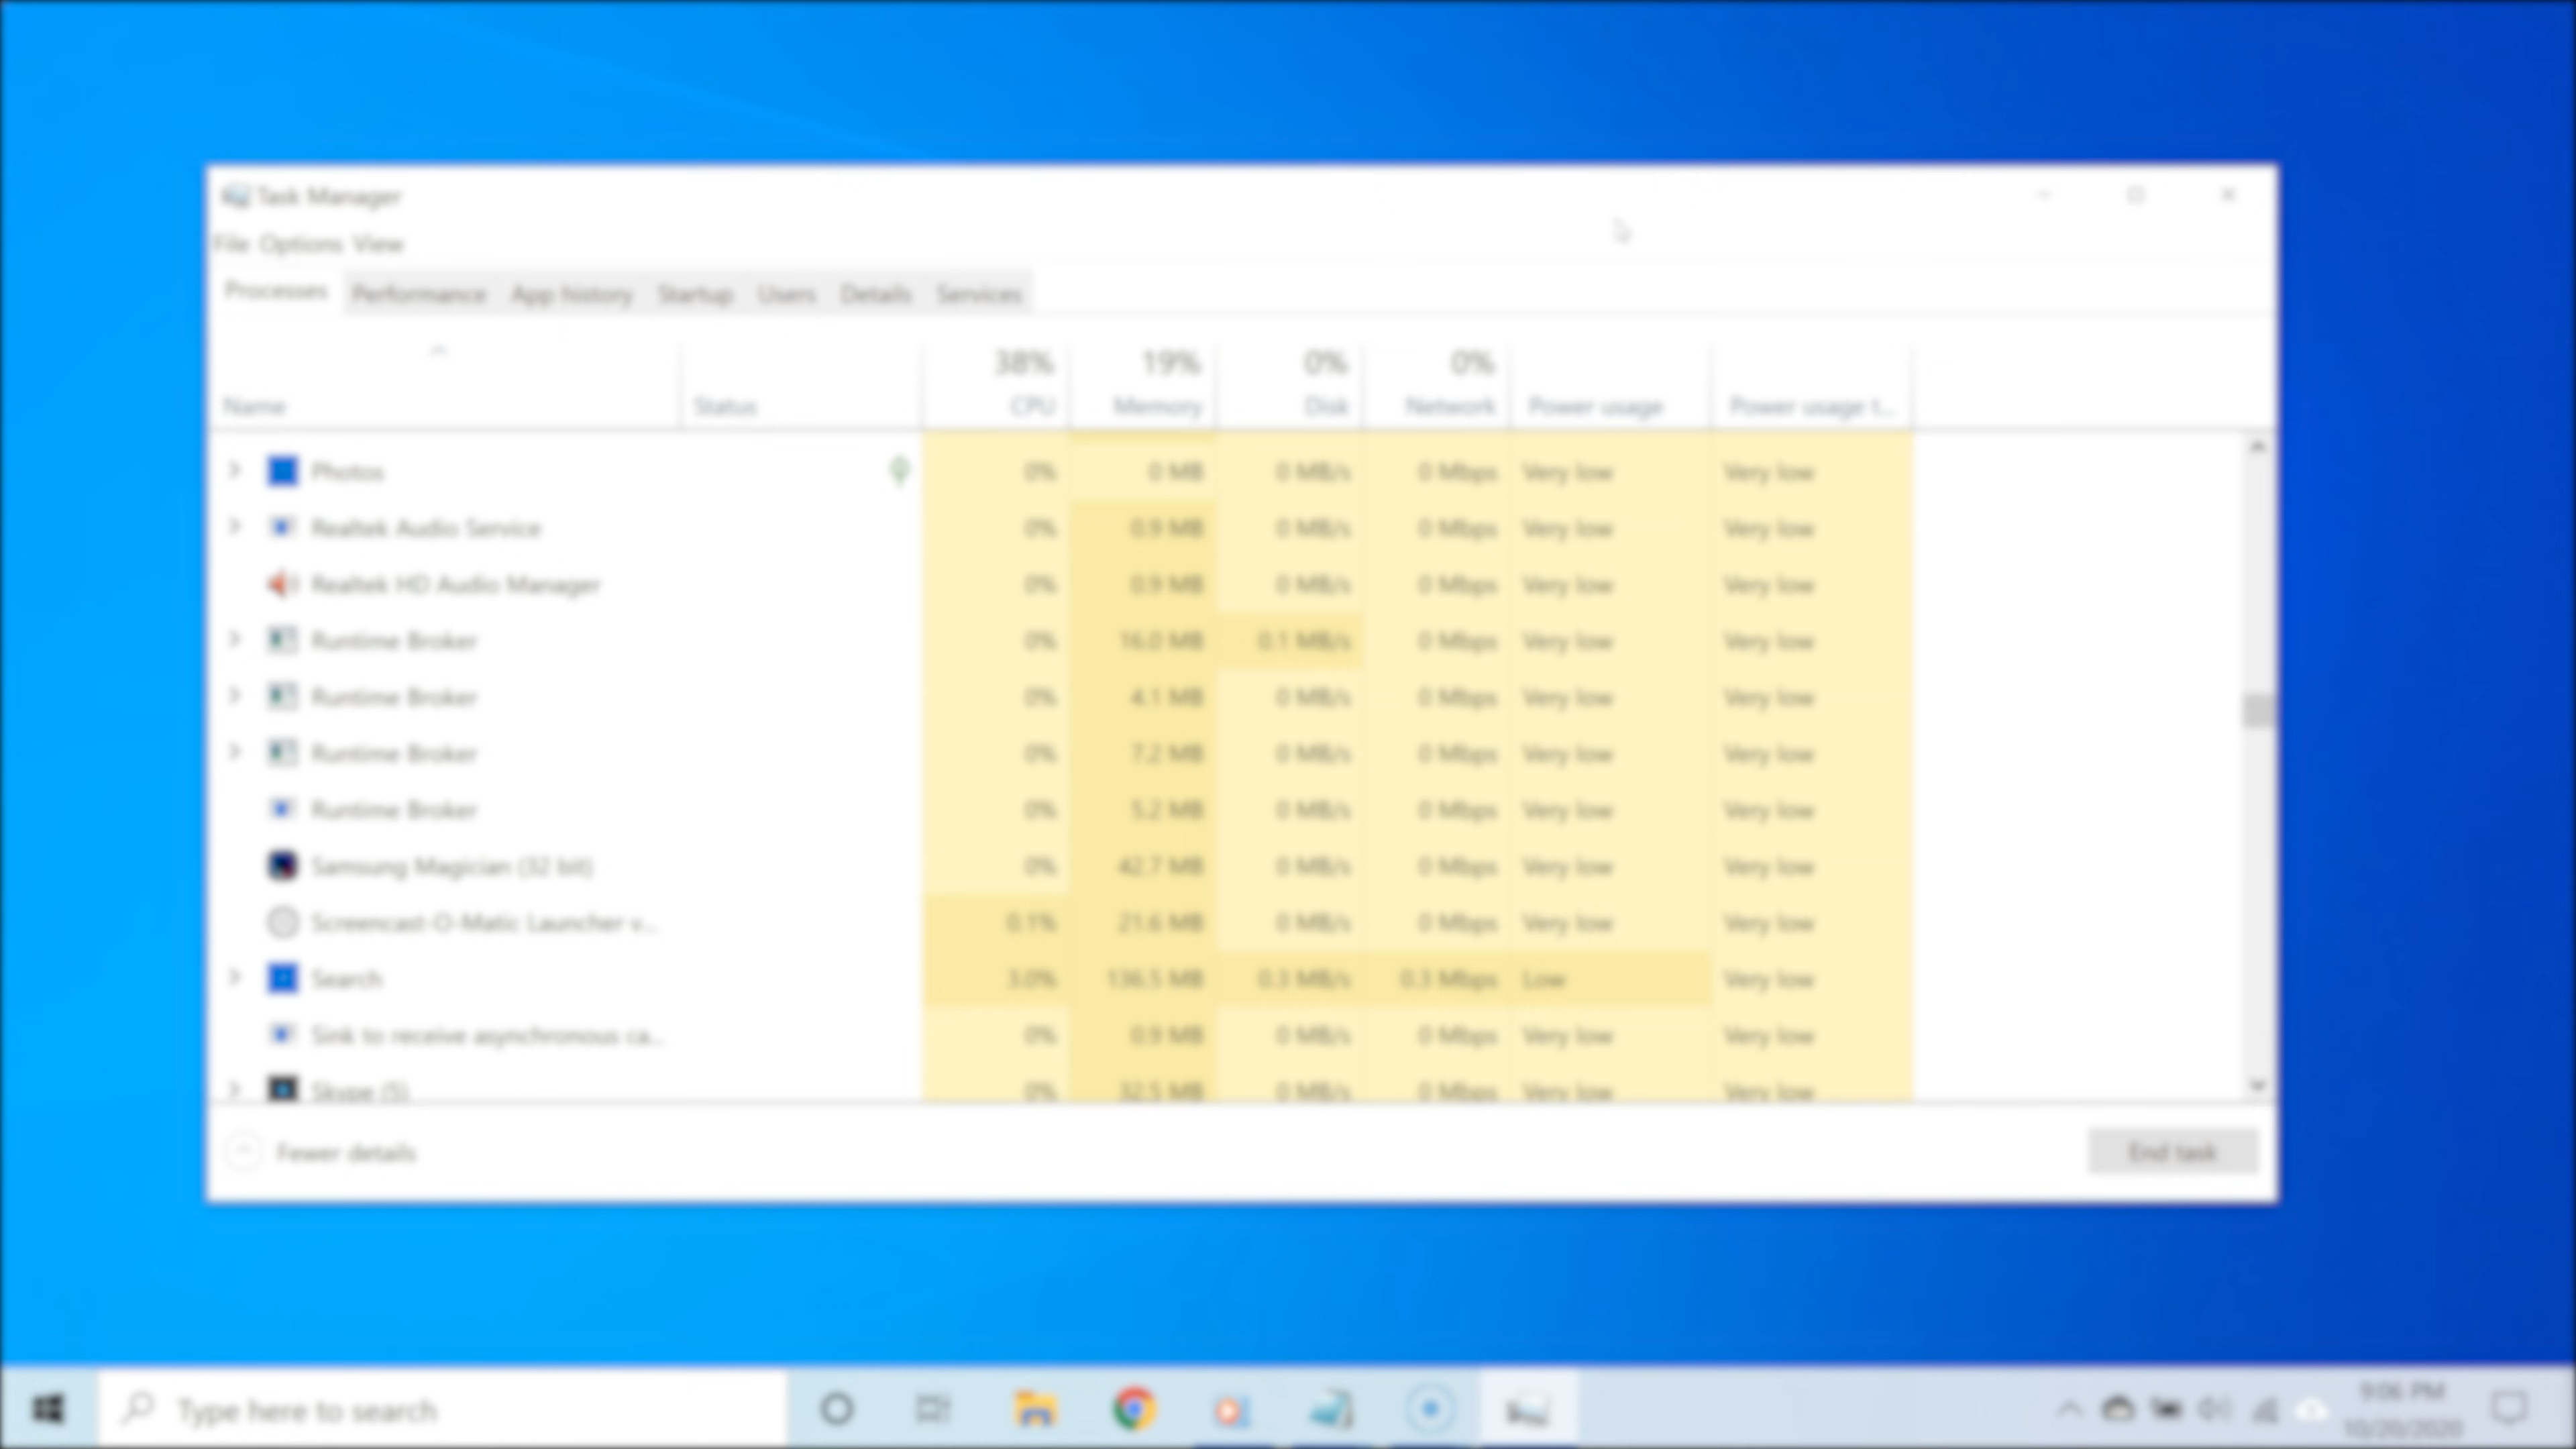 Task Manager
File Options View
Processes Performance App history Startup Users Details Services
38% 19% 0% 0%
Name Status CPU Memory Disk Network Power usage Power usage t...
Photos 0% 0 MB 0 MB/s 0 Mbps Very low Very low
Realtek Audio Service 0% 0.9 MB 0 MB/s 0 Mbps Very low Very low
Realtek HD Audio Manager 0% 0.9 MB 0 MB/s 0 Mbps Very low Very low
Runtime Broker 0% 16.0 MB 0.1 MB/s 0 Mbps Very low Very low
Runtime Broker 0% 4.1 MB 0 MB/s 0 Mbps Very low Very low
Runtime Broker 0% 7.2 MB 0 MB/s 0 Mbps Very low Very low
Runtime Broker 0% 5.2 MB 0 MB/s 0 Mbps Very low Very low
Samsung Magician (32 bit) 0% 42.7 MB 0 MB/s 0 Mbps Very low Very low
Screencast-O-Matic Launcher v... 0.1% 21.6 MB 0 MB/s 0 Mbps Very low Very low
Search 3.0% 136.5 MB 0.3 MB/s 0.3 Mbps Low Very low
Sink to receive asynchronous ca... 0% 0.9 MB 0 MB/s 0 Mbps Very low Very low
Skype (5) 0% 32.5 MB 0 MB/s 0 Mbps Very low Very low
Fewer details End task
Type here to search
9:06 PM
10/20/2020